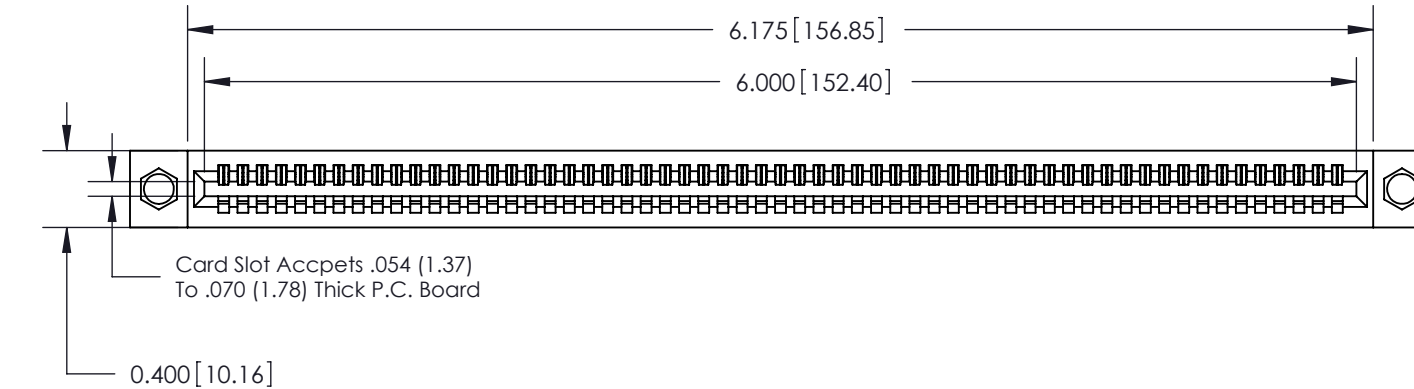 6.175[156.85]
6.000[152.40]
Card Slot Accpets .054 (1.37)
To .070 (1.78) Thick P.C. Board
0.400[10.16]